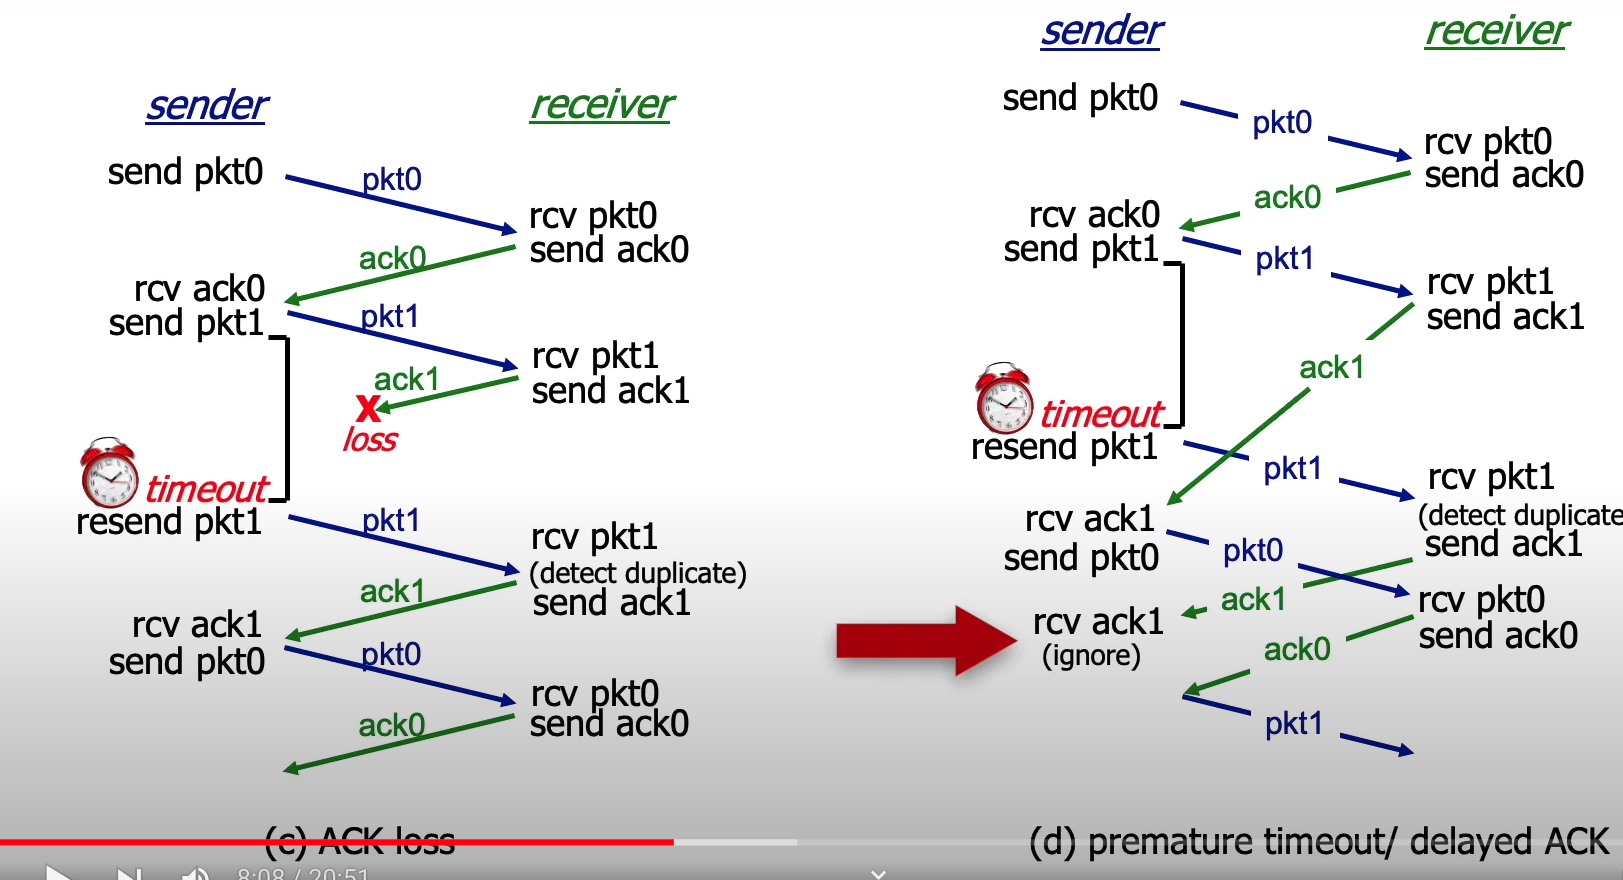 sender
receiver
send pkt0
pkt0
rcv pkt0
send ack0
ack0
rcv ack0
send pkt1
pkt1
rcv pkt1
send ack1
ack1
X
loss
timeout
resend pkt1
pkt1
rcv pkt1
(detect duplicate)
send ack1
ack1
rcv ack1
send pkt0
pkt0
rcv pkt0
send ack0
ack0
(c) ACK loss
sender
receiver
send pkt0
pkt0
rcv pkt0
send ack0
ack0
rcv ack0
send pkt1
pkt1
rcv pkt1
send ack1
ack1
timeout
resend pkt1
pkt1
rcv pkt1
(detect duplicate
send ack1
rcv ack1
send pkt0
pkt0
ack1
rcv pkt0
send ack0
rcv ack1
(ignore)
ack0
pkt1
(d) premature timeout/ delayed ACK
8:08 / 20:51